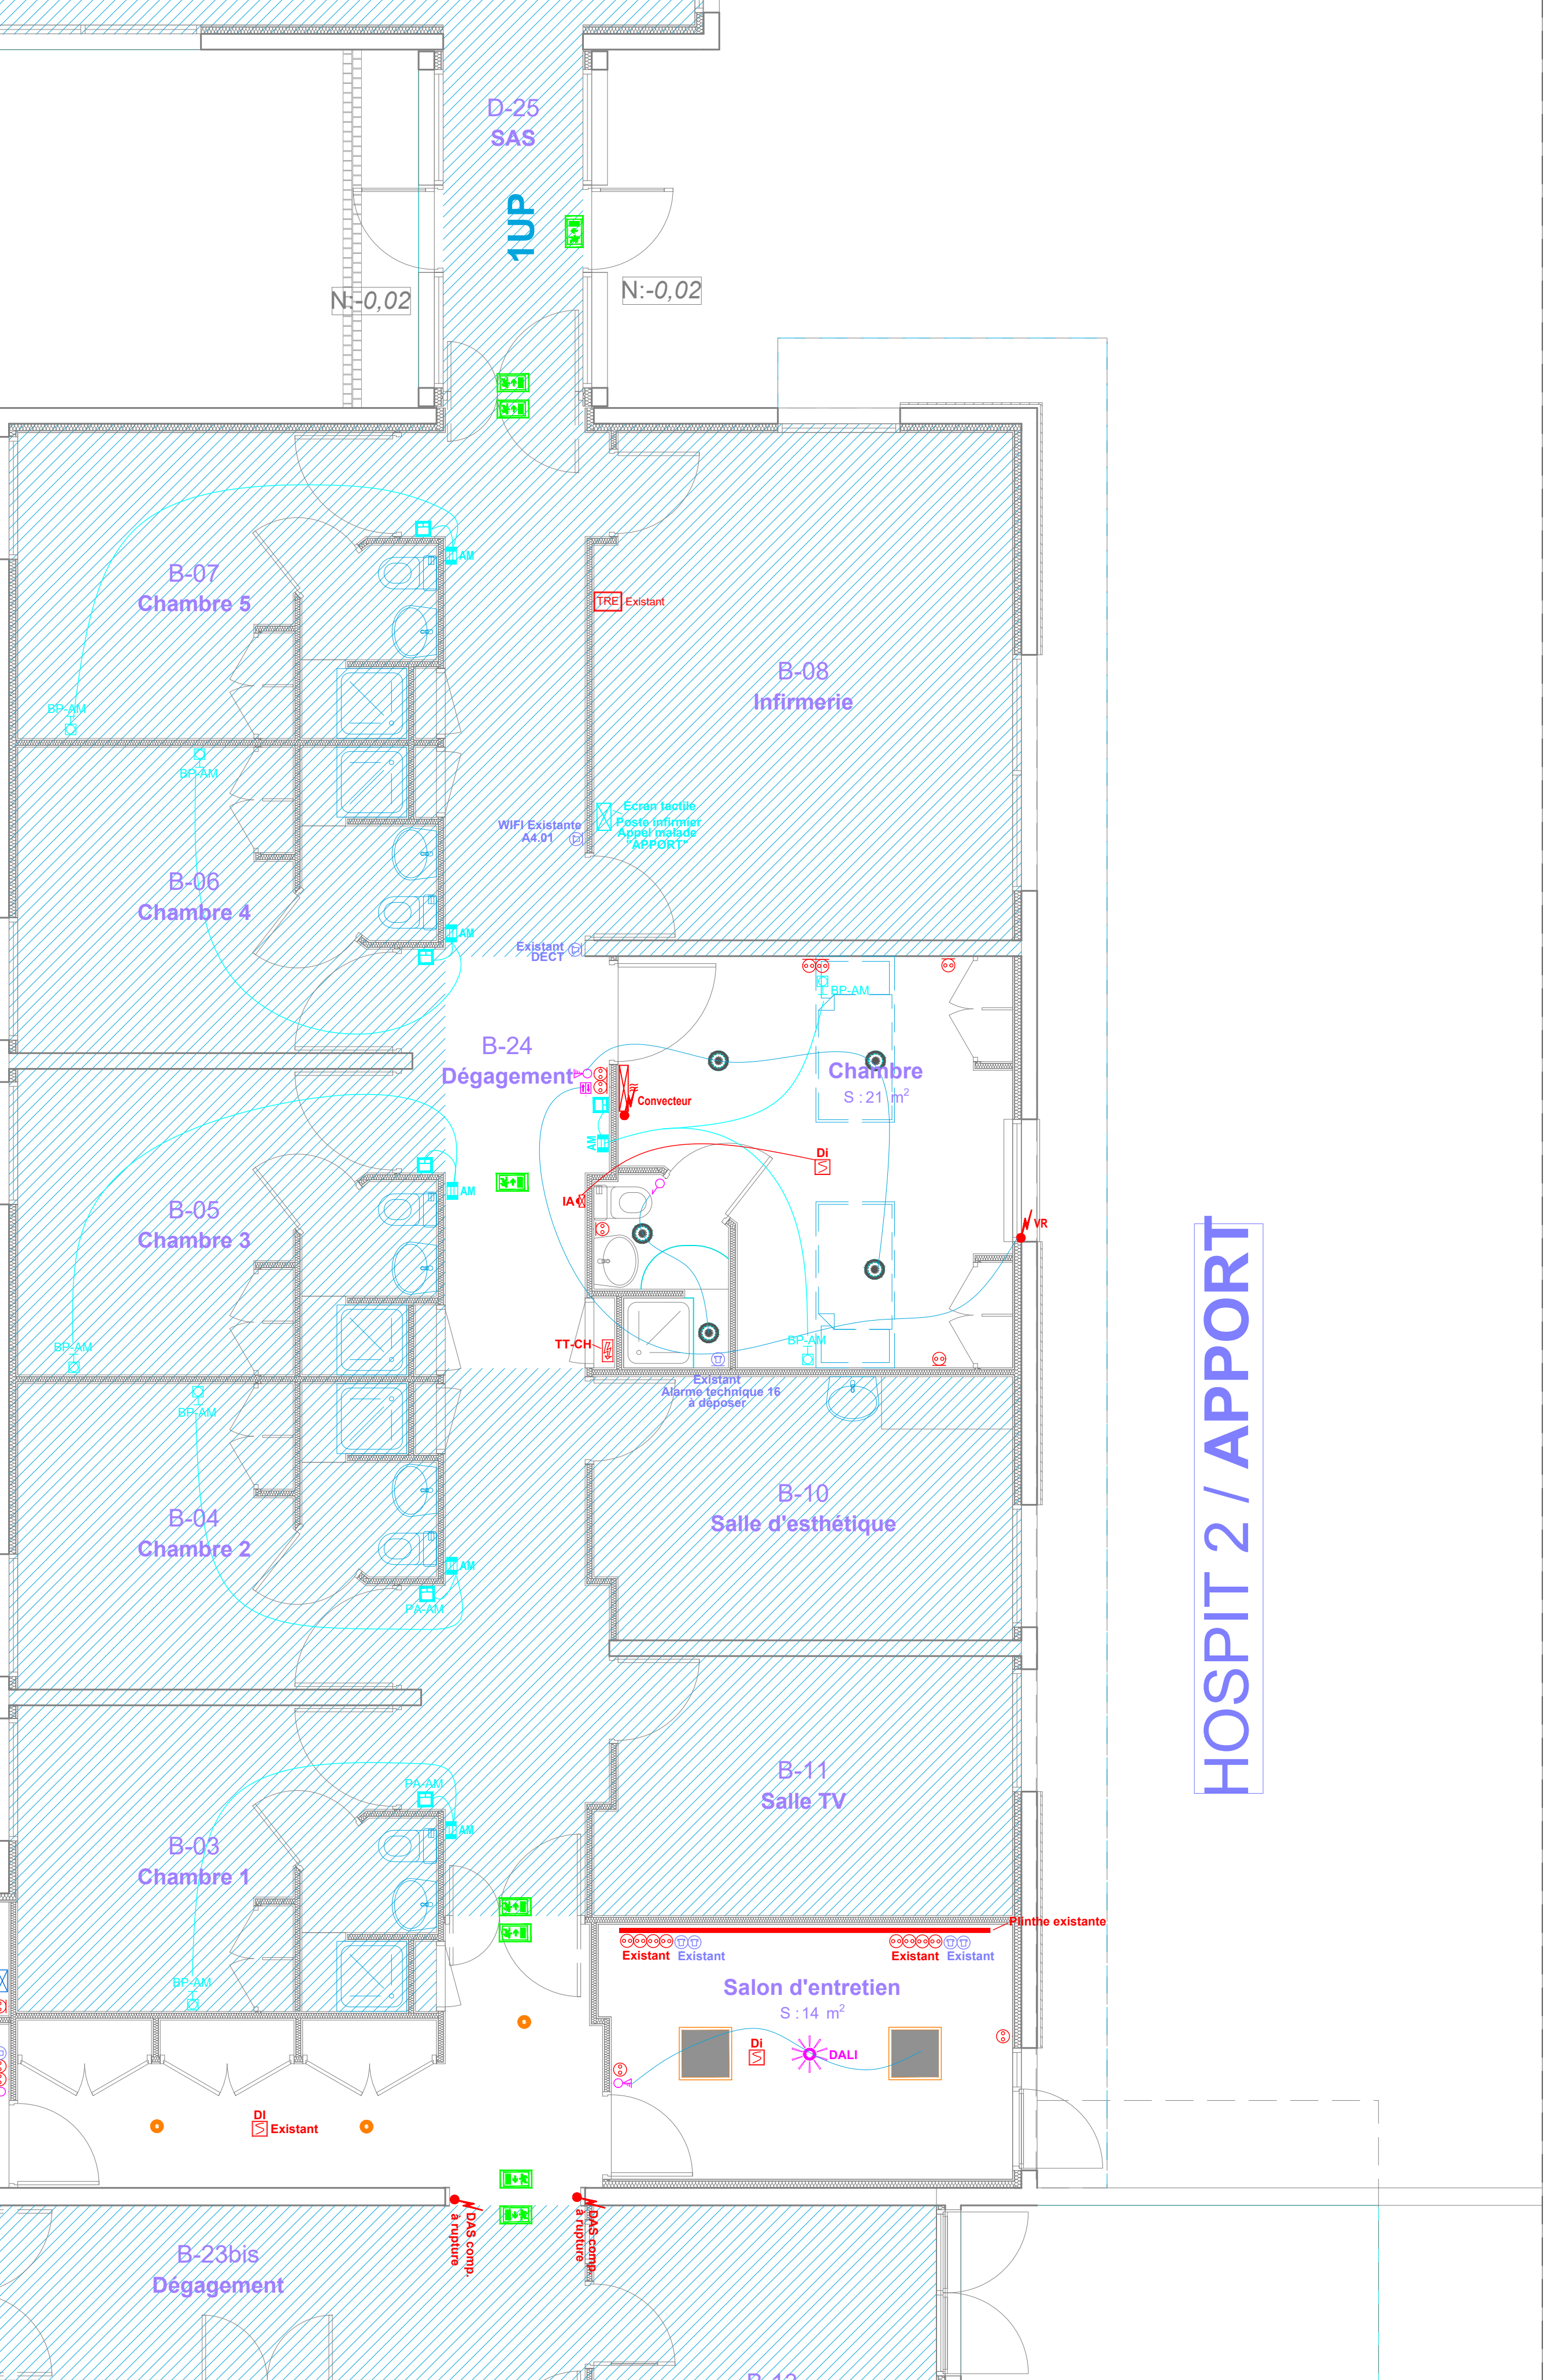 D-25
SAS
1UP
N:-0,02
N:-0,02
AM
B-07
Chambre 5
TRE
Existant
B-08
Infirmerie
BP-AM
BP-AM
Ecran tactile
Poste infirmier
Appel malade
"APPORT"
WIFI Existante
A4.01
B-06
Chambre 4
AM
Existant
DECT
BP-AM
B-24
Dégagement
Chambre
S : 21 m²
Convecteur
AM
Di
AM
IA
B-05
Chambre 3
VR
TT-CH
BP-AM
BP-AM
Existant
Alarme technique 16
à déposer
BP-AM
B-10
Salle d'esthétique
B-04
Chambre 2
AM
PA-AM
HOSPIT 2 / APPORT
B-11
Salle TV
PA-AM
AM
B-03
Chambre 1
Plinthe existante
Existant
Existant
Existant
Existant
BP-AM
Salon d'entretien
S : 14 m²
Di
DALI
DI
Existant
DAS comp.
à rupture
DAS comp.
à rupture
B-23bis
Dégagement